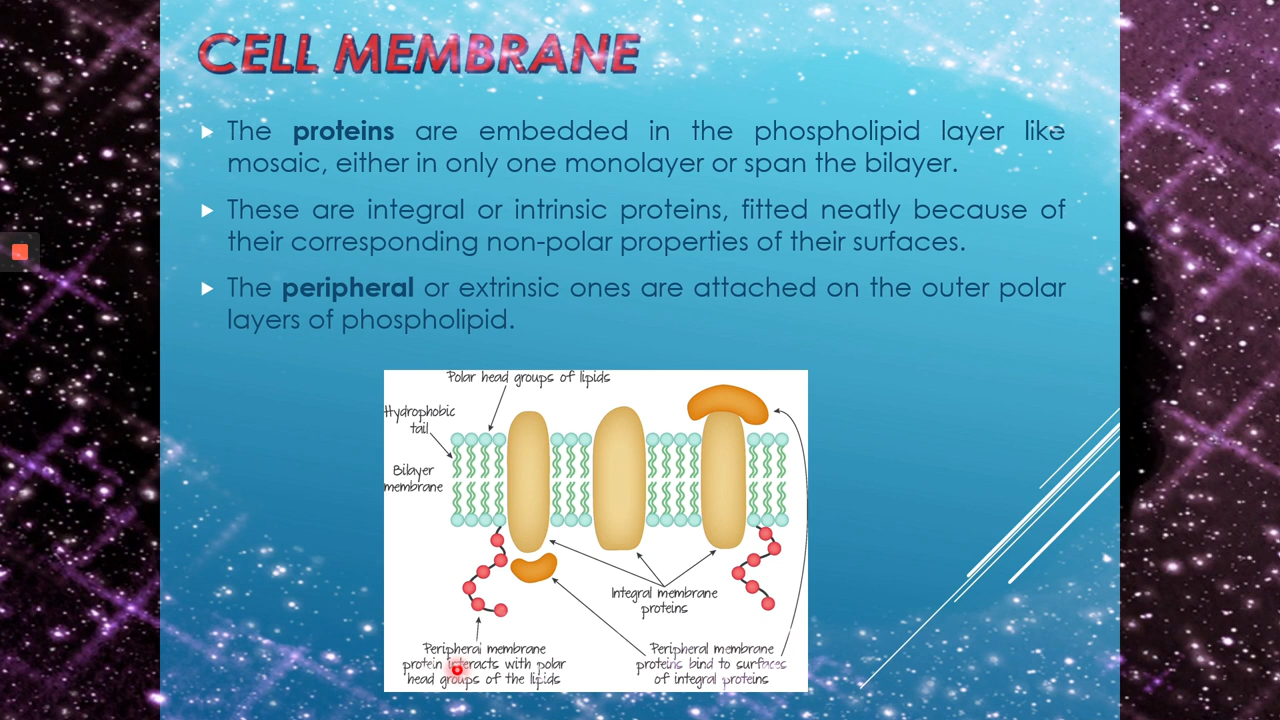 CELL MEMBRANE
The proteins are embedded in the phospholipid layer like
mosaic, either in only one monolayer or span the bilayer.
These are integral or intrinsic proteins, fitted neatly because of
their corresponding non-polar properties of their surfaces.
The peripheral or extrinsic ones are attached on the outer polar
layers of phospholipid.
Polar head groups of lipids
Hydrophobic
tail
Bilayer
membrane
Integral membrane
proteins
Peripheral membrane
protein interacts with polar
head groups of the lipids
Peripheral membrane
proteins bind to surfaces
of integral proteins